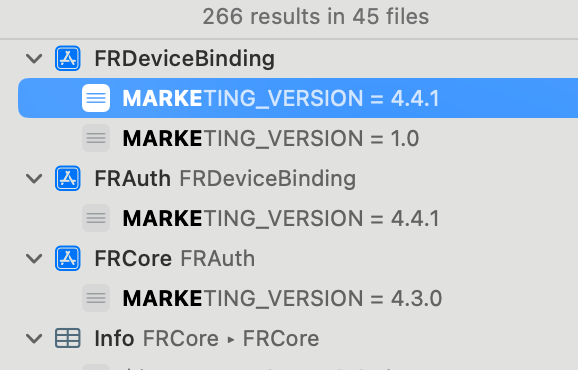 266 results in 45 files
FRDeviceBinding
MARKETING_VERSION = 4.4.1
MARKETING_VERSION = 1.0
FRAuth FRDeviceBinding
MARKETING_VERSION = 4.4.1
FRCore FRAuth
MARKETING_VERSION = 4.3.0
Info FRCore ▸ FRCore